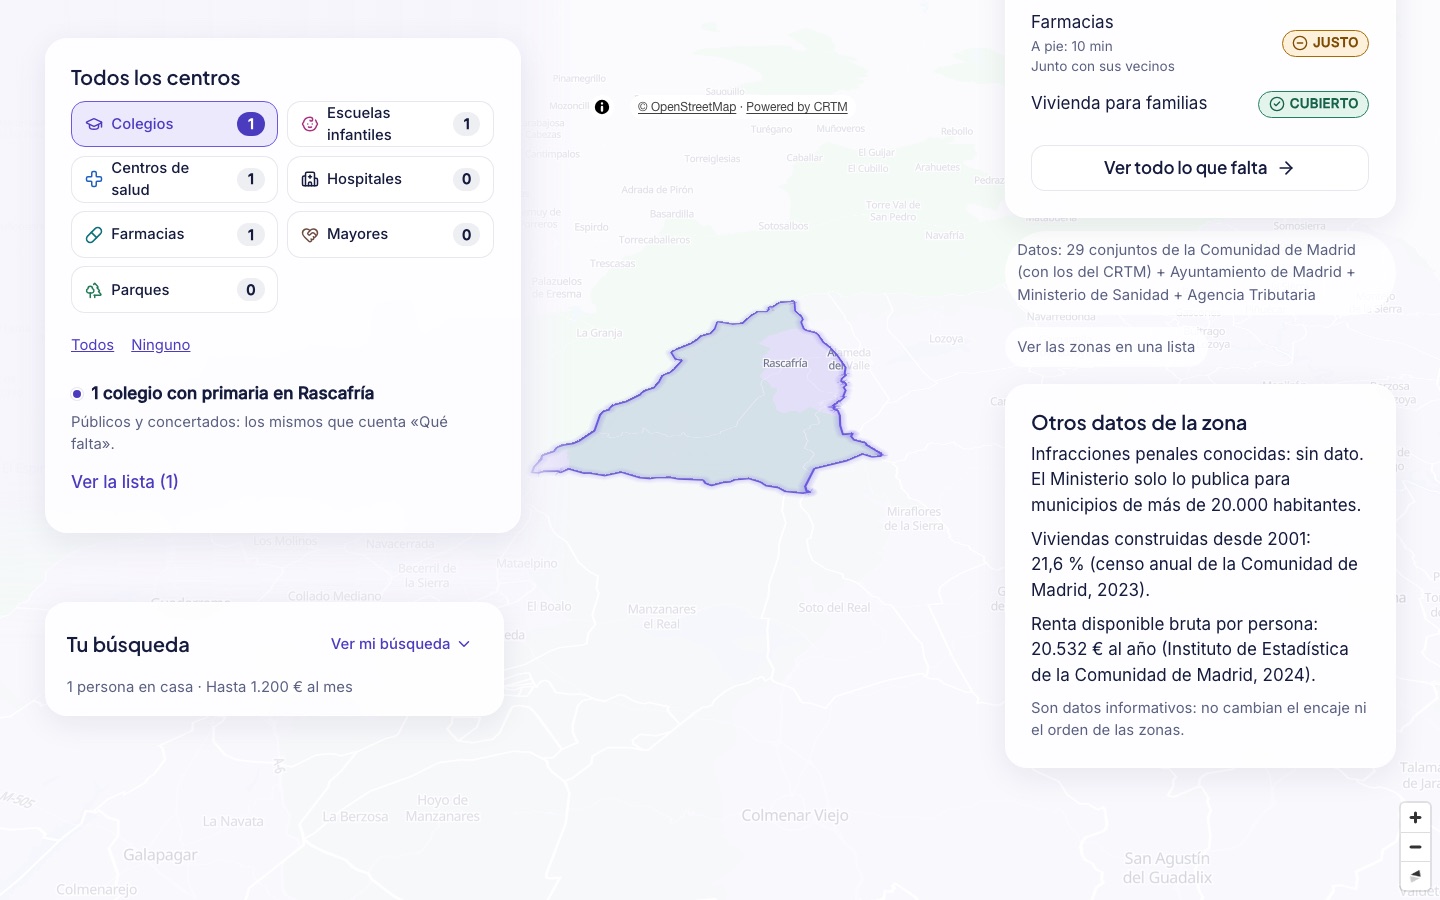 Todos los centros
Colegios 1
Escuelas
infantiles 1
Centros de
salud 1
Hospitales 0
Farmacias 1
Mayores 0
Parques 0
Todos Ninguno
1 colegio con primaria en Rascafría
Públicos y concertados: los mismos que cuenta «Qué
falta».
Ver la lista (1)
Tu búsqueda
Ver mi búsqueda
1 persona en casa · Hasta 1.200 € al mes
© OpenStreetMap · Powered by CRTM
Pinarnegrillo
Sauquillo
Turégano
Muñoveros
Rebollo
Torreiglesias
Caballar
El Guijar
El Cubillo
Arahuetes
Adrada de Pirón
Basardilla
Torre Val de
San Pedro
Espirdo
Sotosalbos
Torrecaballeros
Navafría
Trescasas
Palazuelos
de Eresma
La Granja
Rascafría
Alameda
del Valle
Lozoya
Miraflores
de la Sierra
Los Molinos
Navacerrada
Mataelpino
Becerril de
la Sierra
Collado Mediano
Guadarrama
El Boalo
Manzanares
el Real
Soto del Real
A6
M-505
Hoyo de
Manzanares
La Navata
La Berzosa
Colmenar Viejo
Galapagar
Colmenarejo
San Agustín
del Guadalix
Farmacias
A pie: 10 min
Junto con sus vecinos
JUSTO
Vivienda para familias
CUBIERTO
Ver todo lo que falta
Somosierra
Datos: 29 conjuntos de la Comunidad de Madrid
(con los del CRTM) + Ayuntamiento de Madrid +
Ministerio de Sanidad + Agencia Tributaria
Navarredonda
Ver las zonas en una lista
Otros datos de la zona
Infracciones penales conocidas: sin dato.
El Ministerio solo lo publica para
municipios de más de 20.000 habitantes.
Viviendas construidas desde 2001:
21,6 % (censo anual de la Comunidad de
Madrid, 2023).
Renta disponible bruta por persona:
20.532 € al año (Instituto de Estadística
de la Comunidad de Madrid, 2024).
Son datos informativos: no cambian el encaje ni
el orden de las zonas.